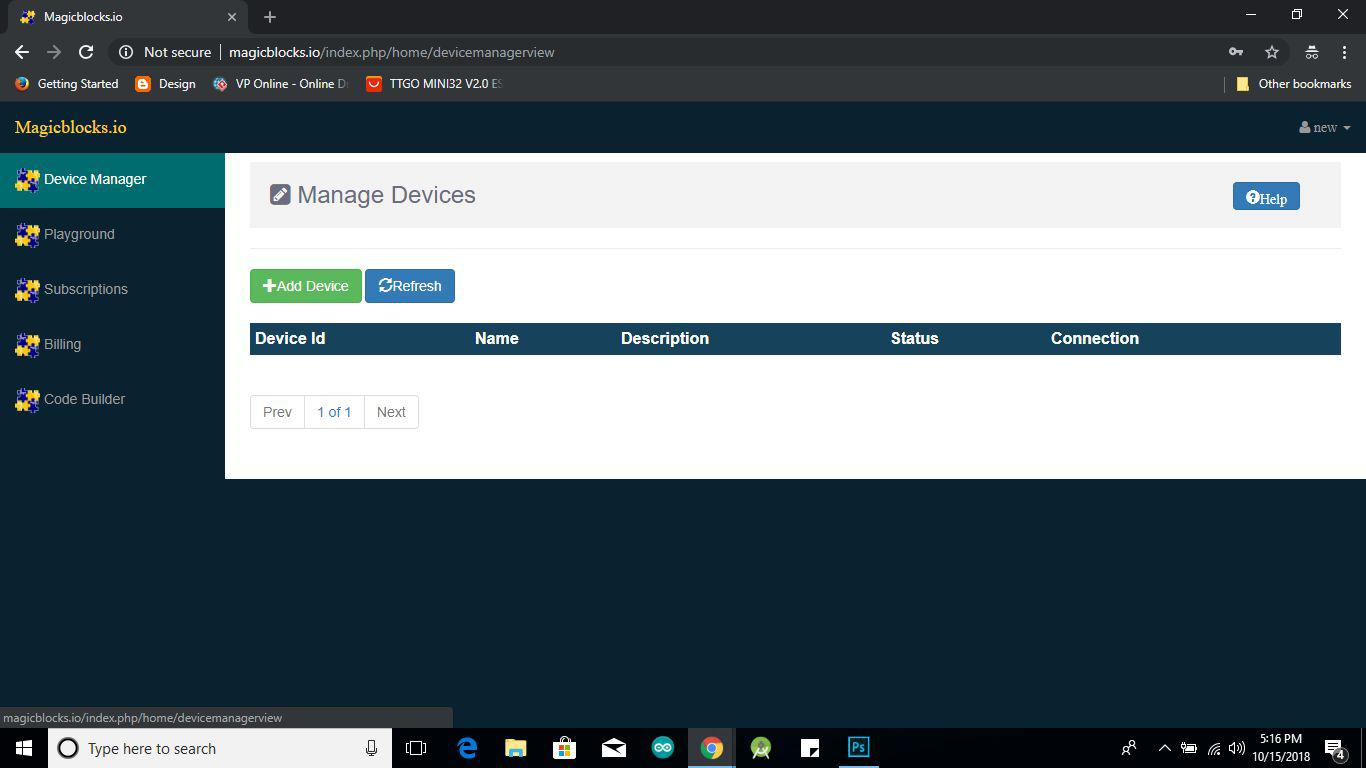 Magicblocks.io
Not secure magicblocks.io/index.php/home/devicemanagerview
Getting Started Design VP Online - Online D TTGO MINI32 V2.0 ES Other bookmarks
Magicblocks.io new
Device Manager
Playground
Subscriptions
Billing
Code Builder
Manage Devices Help
Add Device Refresh
Device Id Name Description Status Connection
Prev 1 of 1 Next
magicblocks.io/index.php/home/devicemanagerview
Type here to search
Ps
5:16 PM
10/15/2018
4